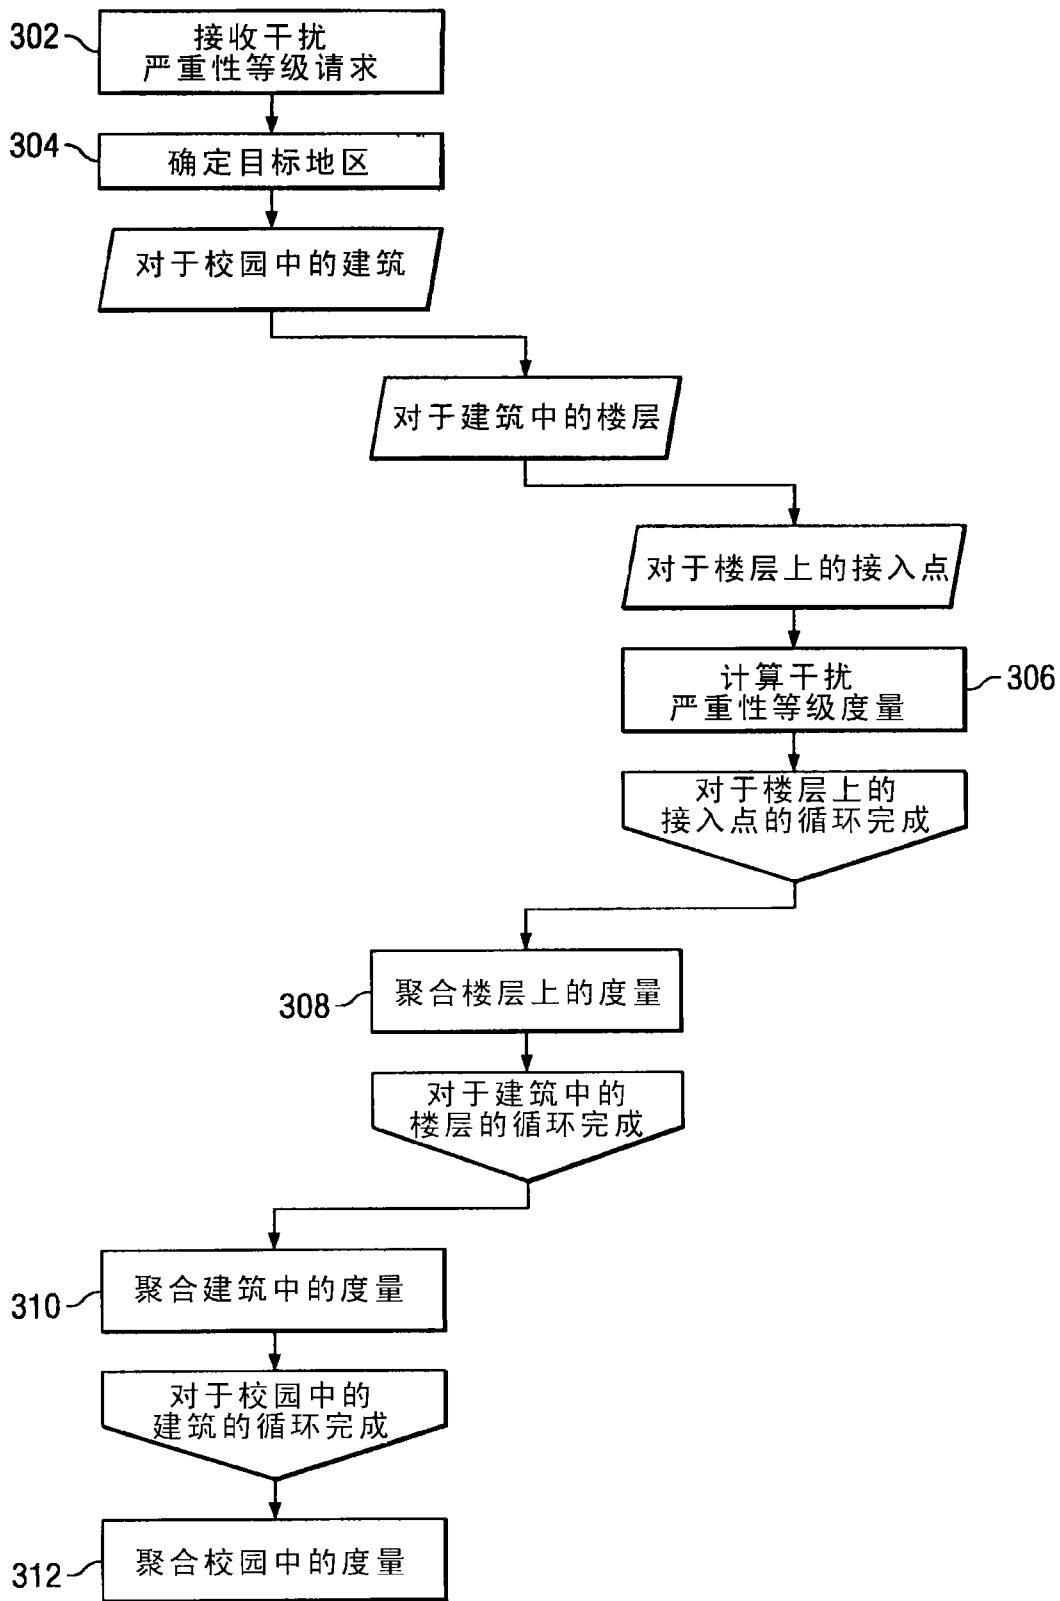 302
接收干扰
严重性等级请求
304
确定目标地区
对于校园中的建筑
对于建筑中的楼层
对于楼层上的接入点
计算干扰
严重性等级度量
306
对于楼层上的
接入点的循环完成
聚合楼层上的度量
308
对于建筑中的
楼层的循环完成
聚合建筑中的度量
310
对于校园中的
建筑的循环完成
聚合校园中的度量
312